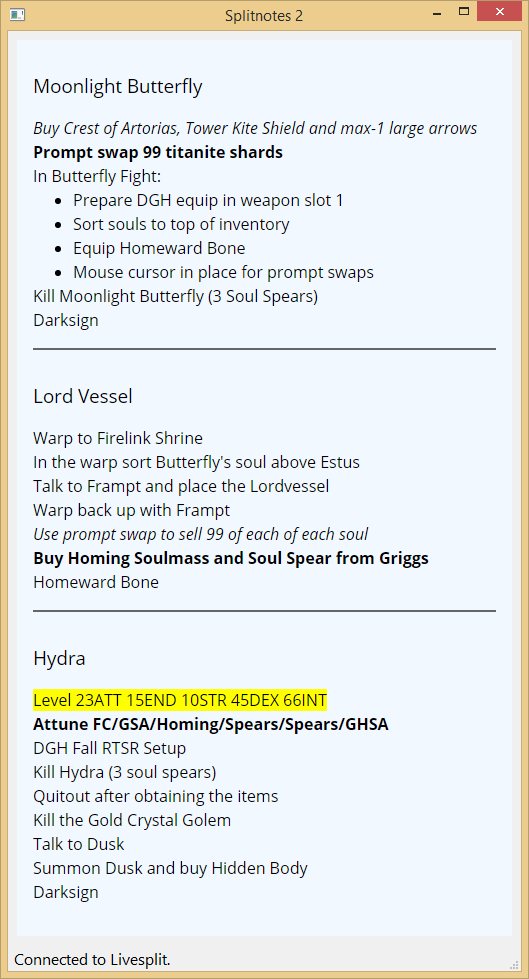 Splitnotes 2
Moonlight Butterfly
Buy Crest of Artorias, Tower Kite Shield and max-1 large arrows
Prompt swap 99 titanite shards
In Butterfly Fight:
• Prepare DGH equip in weapon slot 1
• Sort souls to top of inventory
• Equip Homeward Bone
• Mouse cursor in place for prompt swaps
Kill Moonlight Butterfly (3 Soul Spears)
Darksign
Lord Vessel
Warp to Firelink Shrine
In the warp sort Butterfly's soul above Estus
Talk to Frampt and place the Lordvessel
Warp back up with Frampt
Use prompt swap to sell 99 of each of each soul
Buy Homing Soulmass and Soul Spear from Griggs
Homeward Bone
Hydra
Level 23ATT 15END 10STR 45DEX 66INT
Attune FC/GSA/Homing/Spears/Spears/GHSA
DGH Fall RTSR Setup
Kill Hydra (3 soul spears)
Quitout after obtaining the items
Kill the Gold Crystal Golem
Talk to Dusk
Summon Dusk and buy Hidden Body
Darksign
Connected to Livesplit.